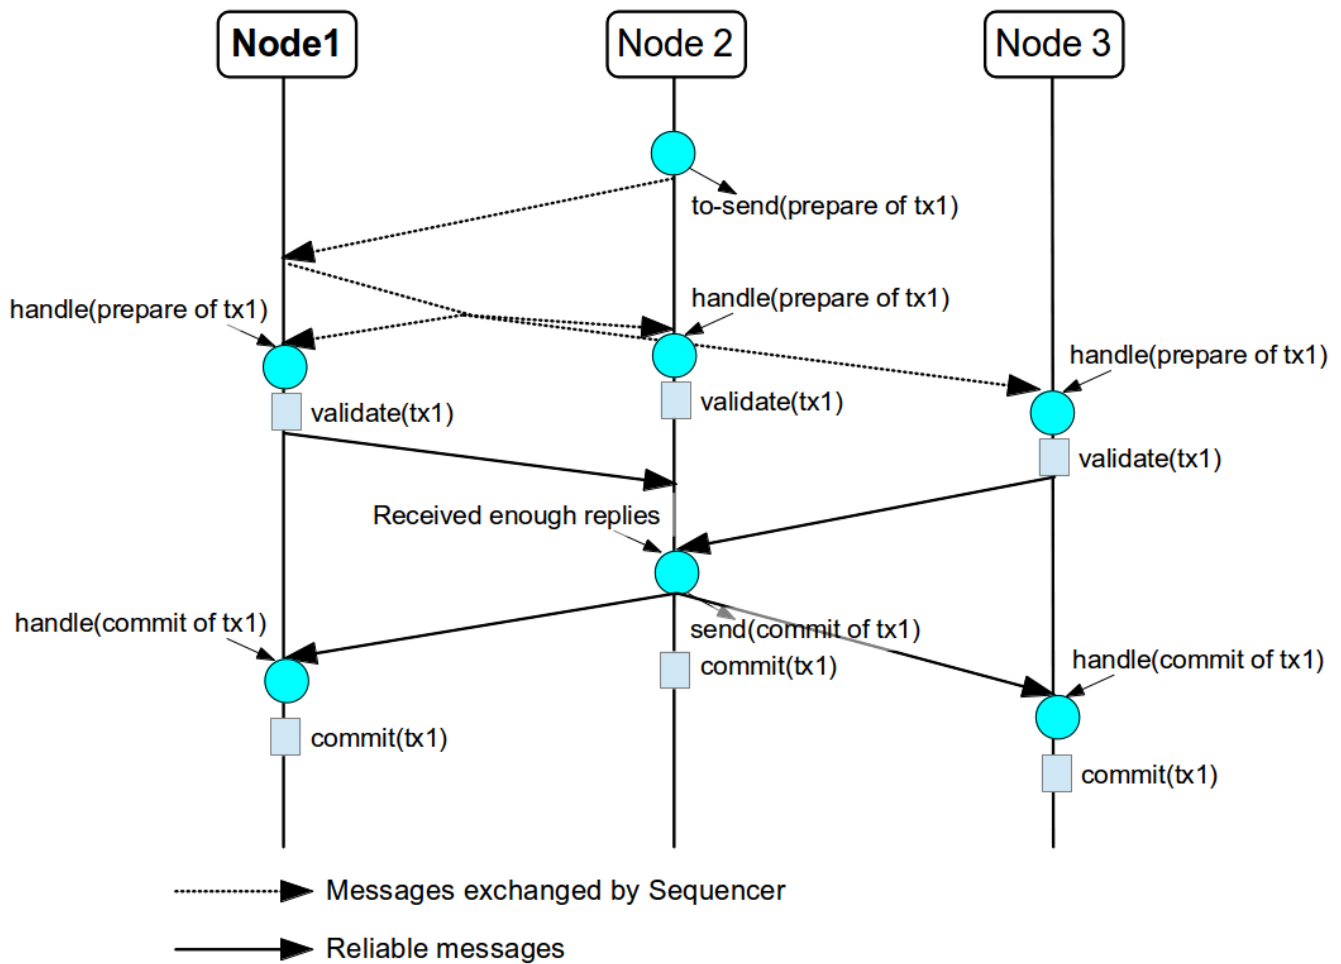 Node1
Node 2
Node 3
to-send(prepare of tx1)
handle(prepare of tx1)
handle(prepare of tx1)
handle(prepare of tx1)
validate(tx1)
validate(tx1)
validate(tx1)
Received enough replies
handle(commit of tx1)
send(commit of tx1)
commit(tx1)
handle(commit of tx1)
commit(tx1)
commit(tx1)
Messages exchanged by Sequencer
Reliable messages